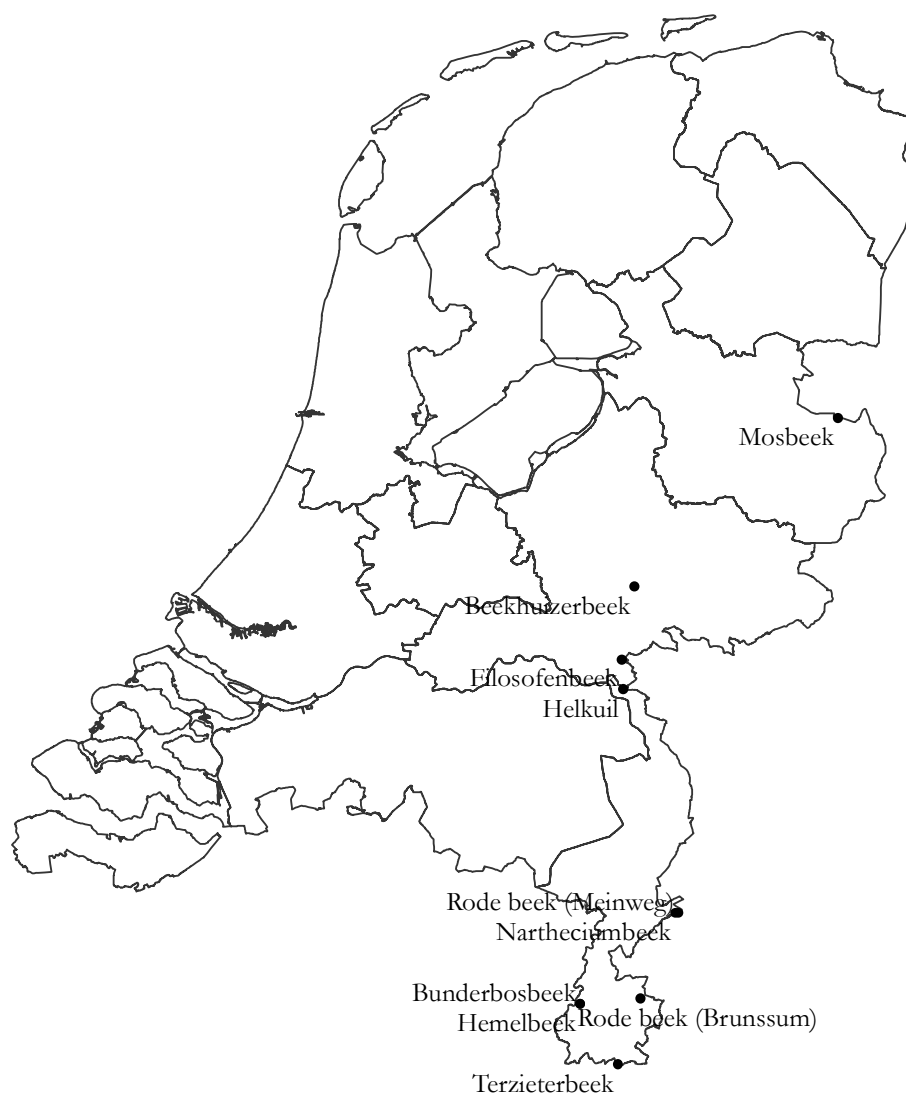 Mosbeek
Beekhuizerbeek
Filosofenbeek
Helkuil
Rode beek (Meinweg)
Nartheciumbeek
Bunderbosbeek
Hemelbeek
Rode beek (Brunssum)
Terzieterbeek